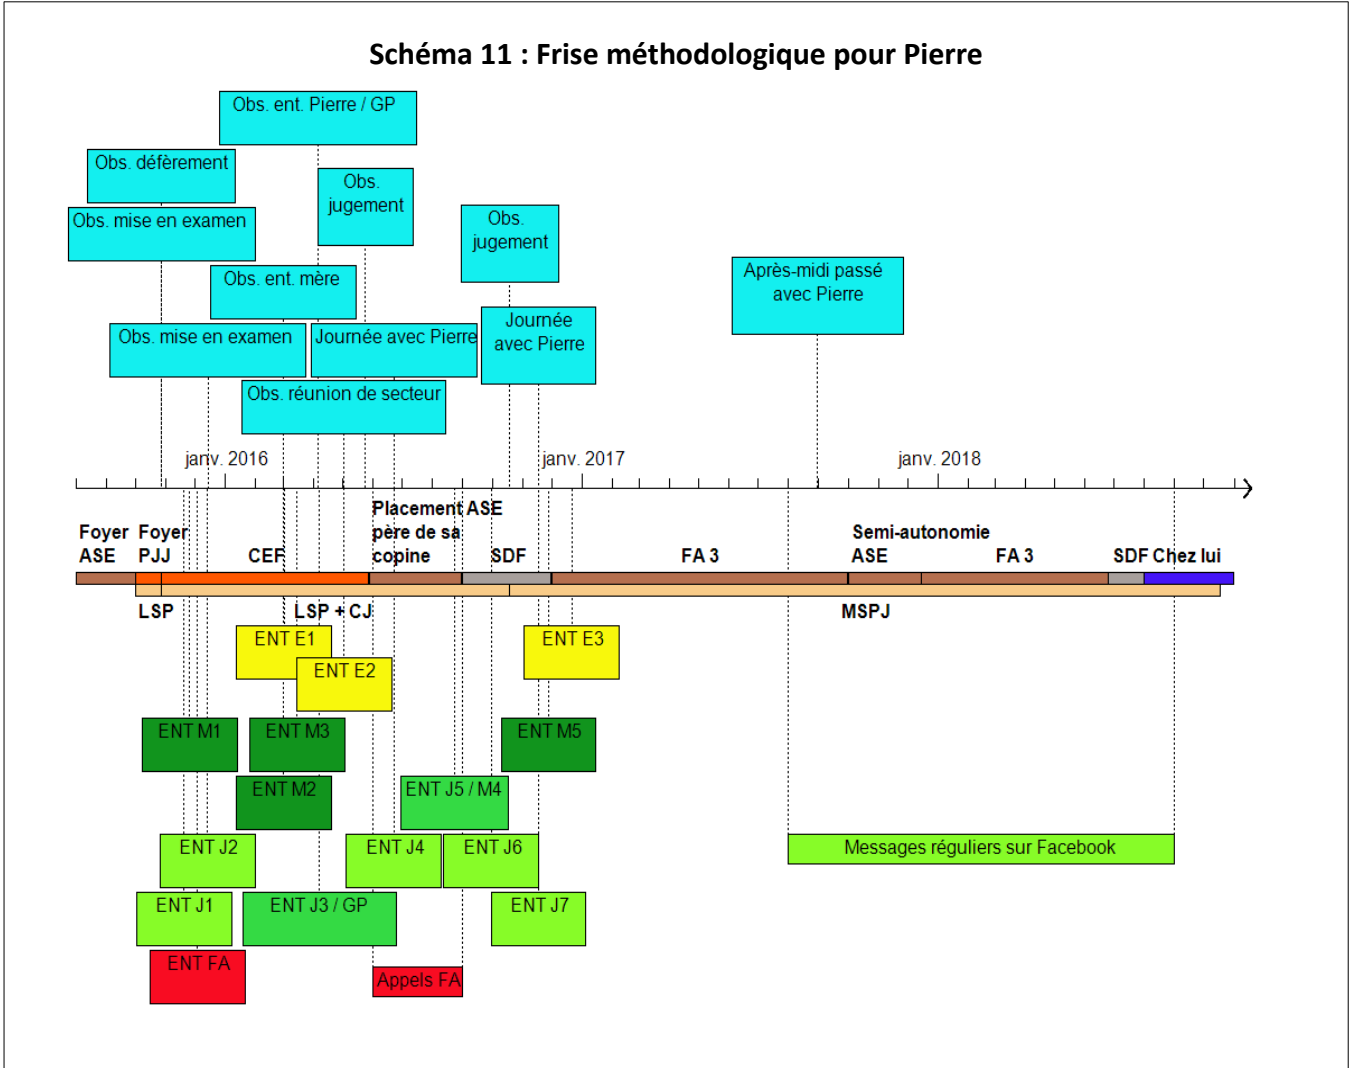 Schéma 11 : Frise méthodologique pour Pierre
Obs. ent. Pierre / GP
Obs. défèrement
Obs.
jugement
Obs. mise en examen
Obs.
jugement
Obs. ent. mère
Après-midi passé
avec Pierre
Obs. mise en examen
Journée avec Pierre
Journée
avec Pierre
Obs. réunion de secteur
janv. 2016
janv. 2017
janv. 2018
Foyer
ASE
Foyer
PJJ
CEF
Placement ASE
père de sa
copine
SDF
FA 3
Semi-autonomie
ASE
FA 3
SDF
Chez lui
LSP
LSP + CJ
MSPJ
ENT E1
ENT E2
ENT E3
ENT M1
ENT M3
ENT M5
ENT M2
ENT J5 / M4
ENT J2
ENT J4
ENT J6
Messages réguliers sur Facebook
ENT J1
ENT J3 / GP
ENT J7
ENT FA
Appels FA